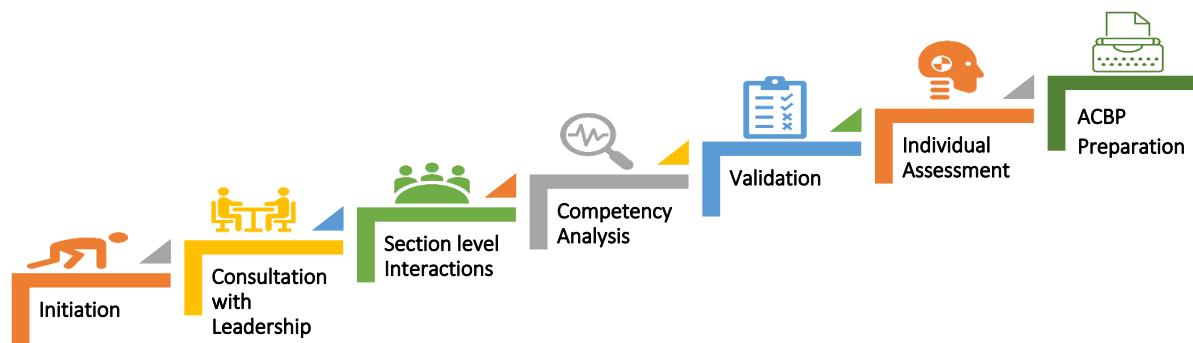 Initiation
Consultation
with
Leadership
Section level
Interactions
Competency
Analysis
Validation
Individual
Assessment
ACBP
Preparation